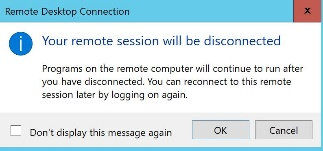 Remote Desktop Connection
x
Your remote session will be disconnected
Programs on the remote computer will continue to run after
you have disconnected. You can reconnect to this remote
session later by logging on again.
Don't display this message again
OK
Cancel